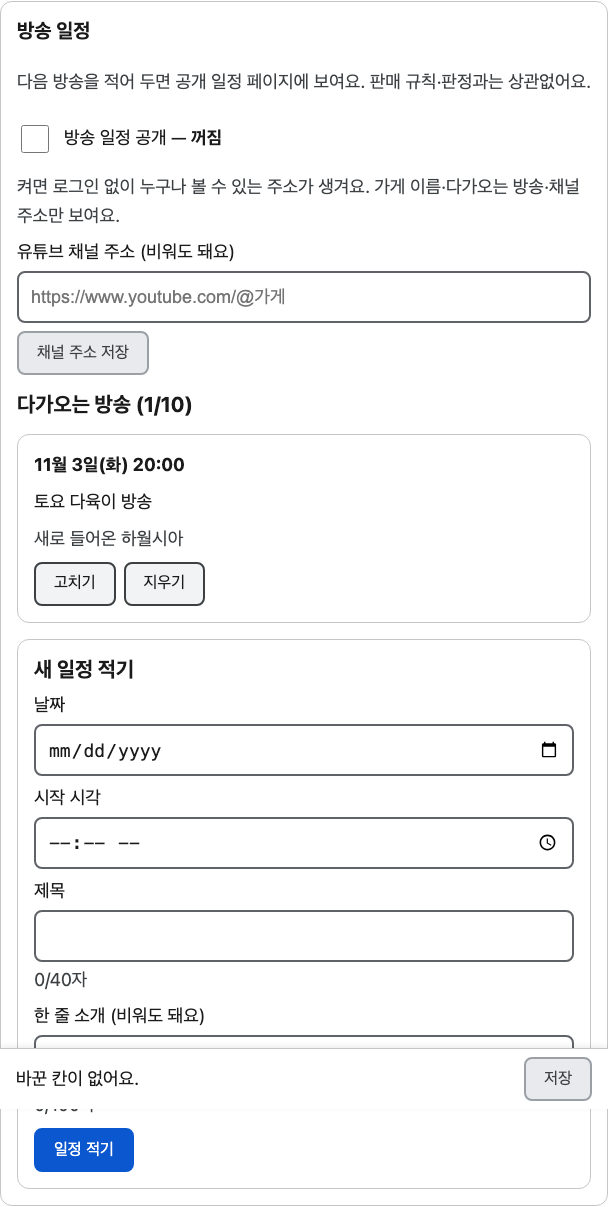 방송 일정
다음 방송을 적어 두면 공개 일정 페이지에 보여요. 판매 규칙·판정과는 상관없어요.
방송 일정 공개 — 꺼짐
켜면 로그인 없이 누구나 볼 수 있는 주소가 생겨요. 가게 이름·다가오는 방송·채널
주소만 보여요.
유튜브 채널 주소 (비워도 돼요)
https://www.youtube.com/@가게
채널 주소 저장
다가오는 방송 (1/10)
11월 3일(화) 20:00
토요 다육이 방송
새로 들어온 하월시아
고치기
지우기
새 일정 적기
날짜
mm/dd/yyyy
시작 시각
--:-- --
제목
0/40자
한 줄 소개 (비워도 돼요)
바꾼 칸이 없어요.
저장
일정 적기